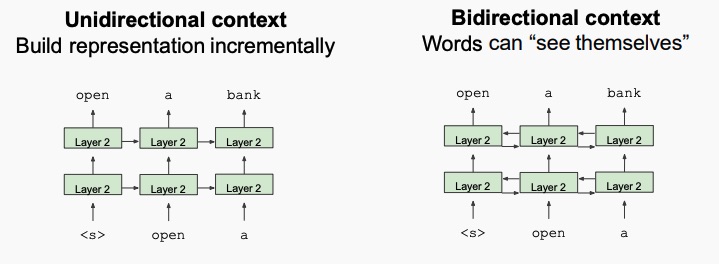 Unidirectional context
Build representation incrementally
open a bank
Layer 2 Layer 2 Layer 2
Layer 2 Layer 2 Layer 2
<s> open a
Bidirectional context
Words can “see themselves”
open a bank
Layer 2 Layer 2 Layer 2
Layer 2 Layer 2 Layer 2
<s> open a